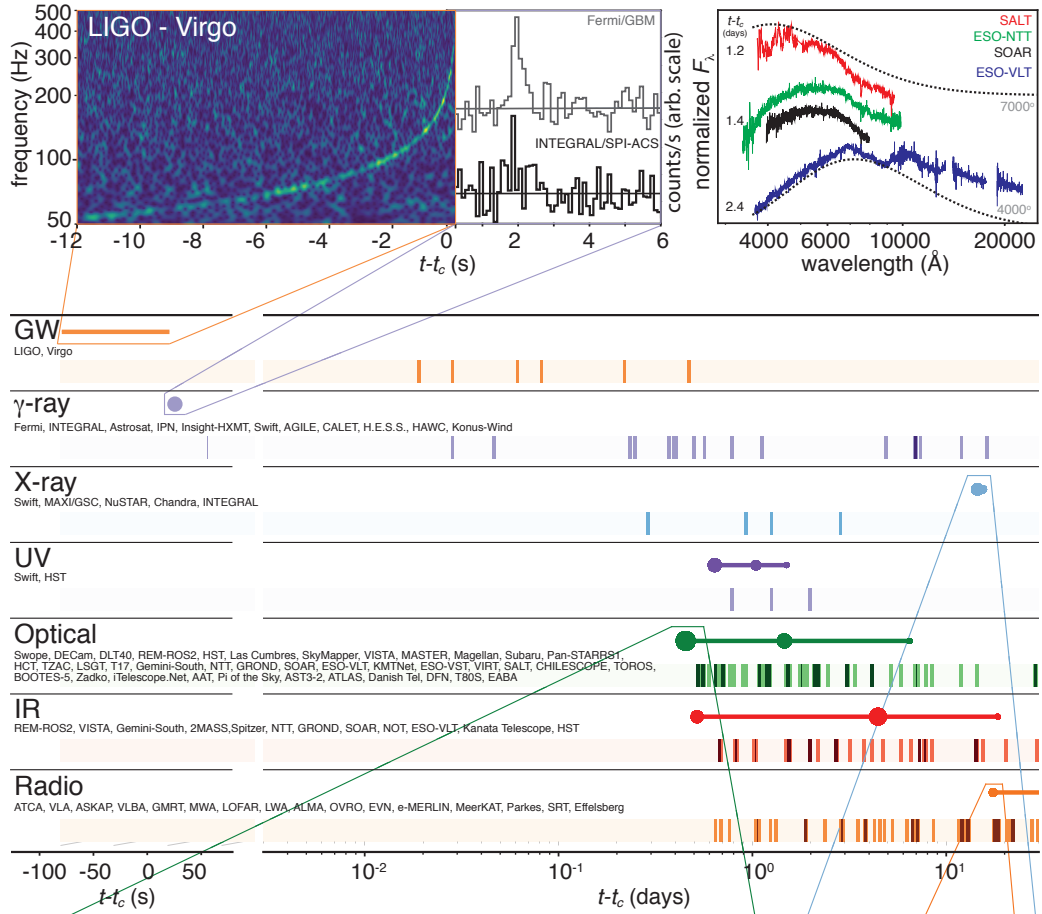 LIGO - Virgo
frequency (Hz)
500
400
300
200
100
50
-12
-10
-8
-6
-4
-2
0
t-tc (s)
Fermi/GBM
INTEGRAL/SPI-ACS
counts/s (arb. scale)
0 2 4 6
normalized Fλ
t-tc
(days)
1.2
1.4
2.4
SALT
ESO-NTT
SOAR
ESO-VLT
7000°
4000°
4000 6000 10000 20000
wavelength (Å)
GW
LIGO, Virgo
γ-ray
Fermi, INTEGRAL, Astrosat, IPN, Insight-HXMT, Swift, AGILE, CALET, H.E.S.S., HAWC, Konus-Wind
X-ray
Swift, MAXI/GSC, NuSTAR, Chandra, INTEGRAL
UV
Swift, HST
Optical
Swope, DECam, DLT40, REM-ROS2, HST, Las Cumbres, SkyMapper, VISTA, MASTER, Magellan, Subaru, Pan-STARRS1,
HCT, TZAC, LSGT, T17, Gemini-South, NTT, GROND, SOAR, ESO-VLT, KMTNet, ESO-VST, VIRT, SALT, CHILESCOPE, TOROS,
BOOTES-5, Zadko, iTelescope.Net, AAT, Pi of the Sky, AST3-2, ATLAS, Danish Tel, DFN, T80S, EABA
IR
REM-ROS2, VISTA, Gemini-South, 2MASS,Spitzer, NTT, GROND, SOAR, NOT, ESO-VLT, Kanata Telescope, HST
Radio
ATCA, VLA, ASKAP, VLBA, GMRT, MWA, LOFAR, LWA, ALMA, OVRO, EVN, e-MERLIN, MeerKAT, Parkes, SRT, Effelsberg
-100 -50 0 50 10⁻² 10⁻¹ 10⁰ 10¹
t-tc (s) t-tc (days)